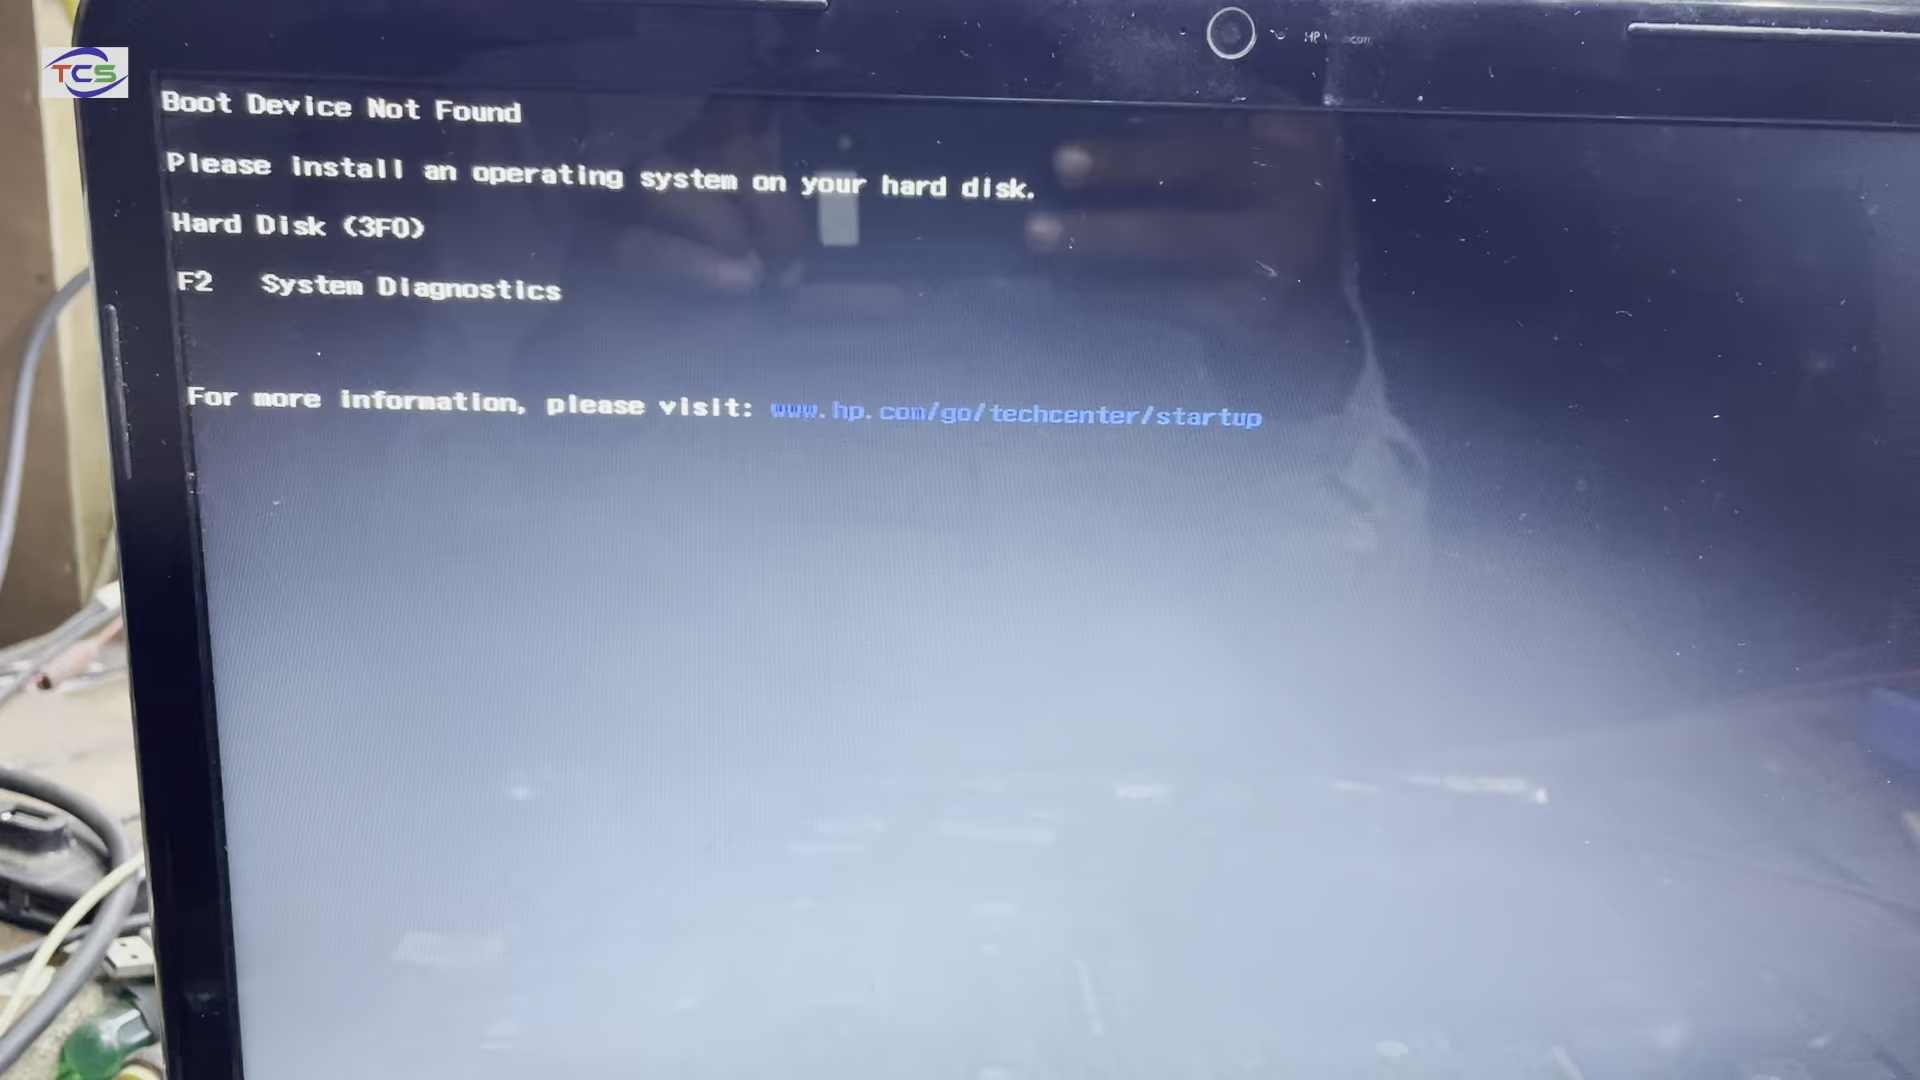 TCS
HP
Boot Device Not Found
Please install an operating system on your hard disk.
Hard Disk (3F0)
F2 System Diagnostics
For more information, please visit: www.hp.com/go/techcenter/startup